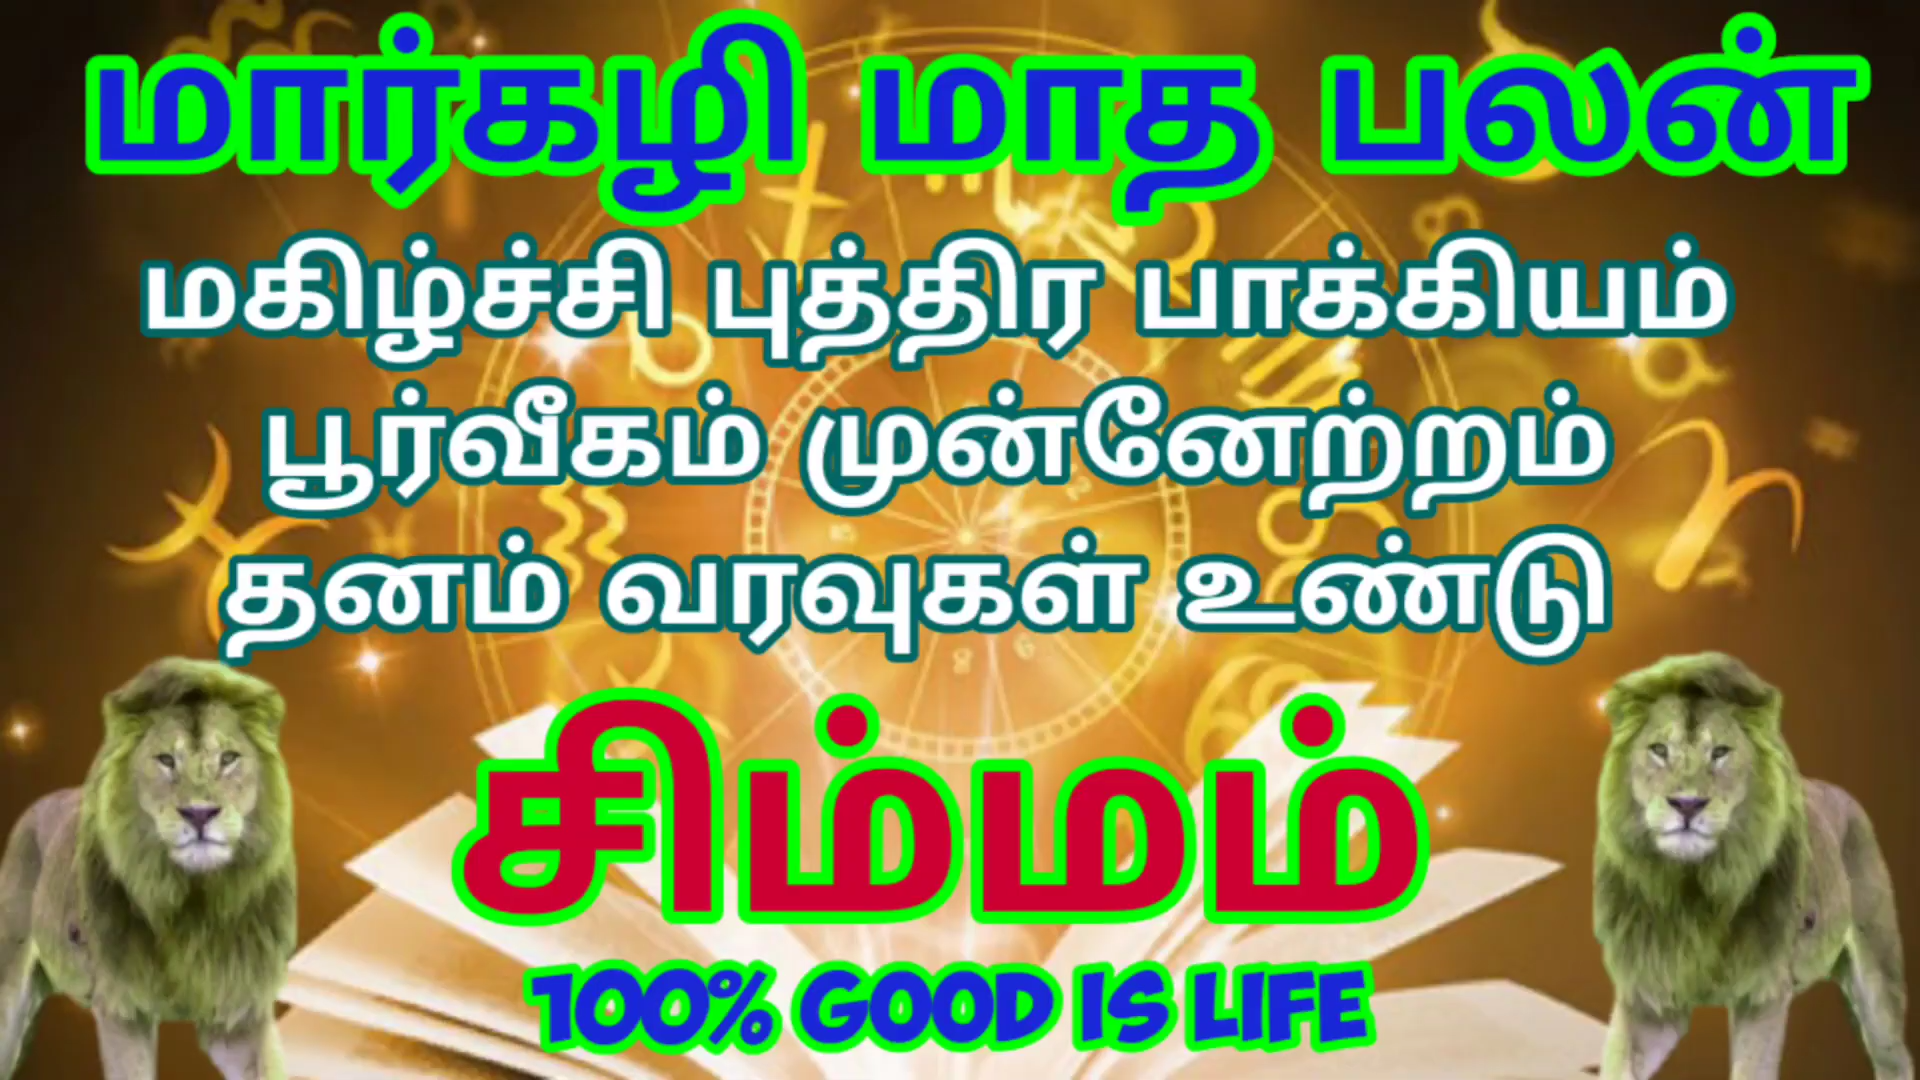 மார்கழி மாத பலன்
மகிழ்ச்சி புத்திர பாக்கியம்
பூர்வீகம் முன்னேற்றம்
தனம் வரவுகள் உண்டு
சிம்மம்
100% GOOD IS LIFE